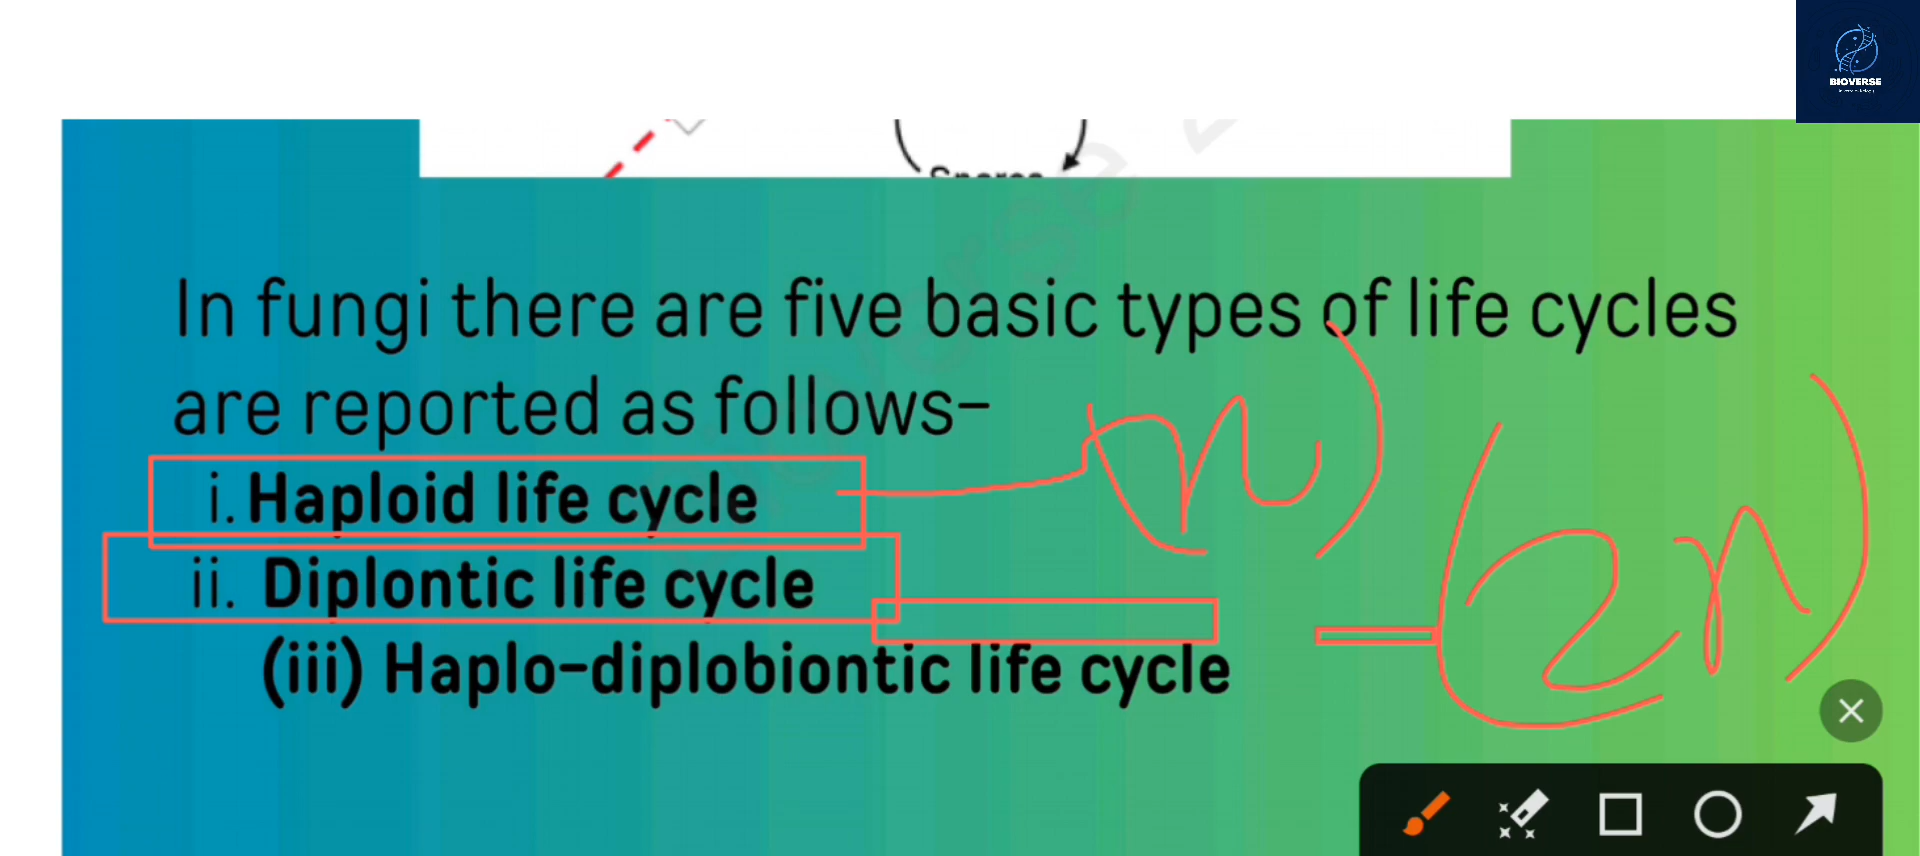 BIOVERSE
Spores
In fungi there are five basic types of life cycles
are reported as follows-
i. Haploid life cycle
(n)
ii. Diplontic life cycle
(2n)
(iii) Haplo-diplobiontic life cycle